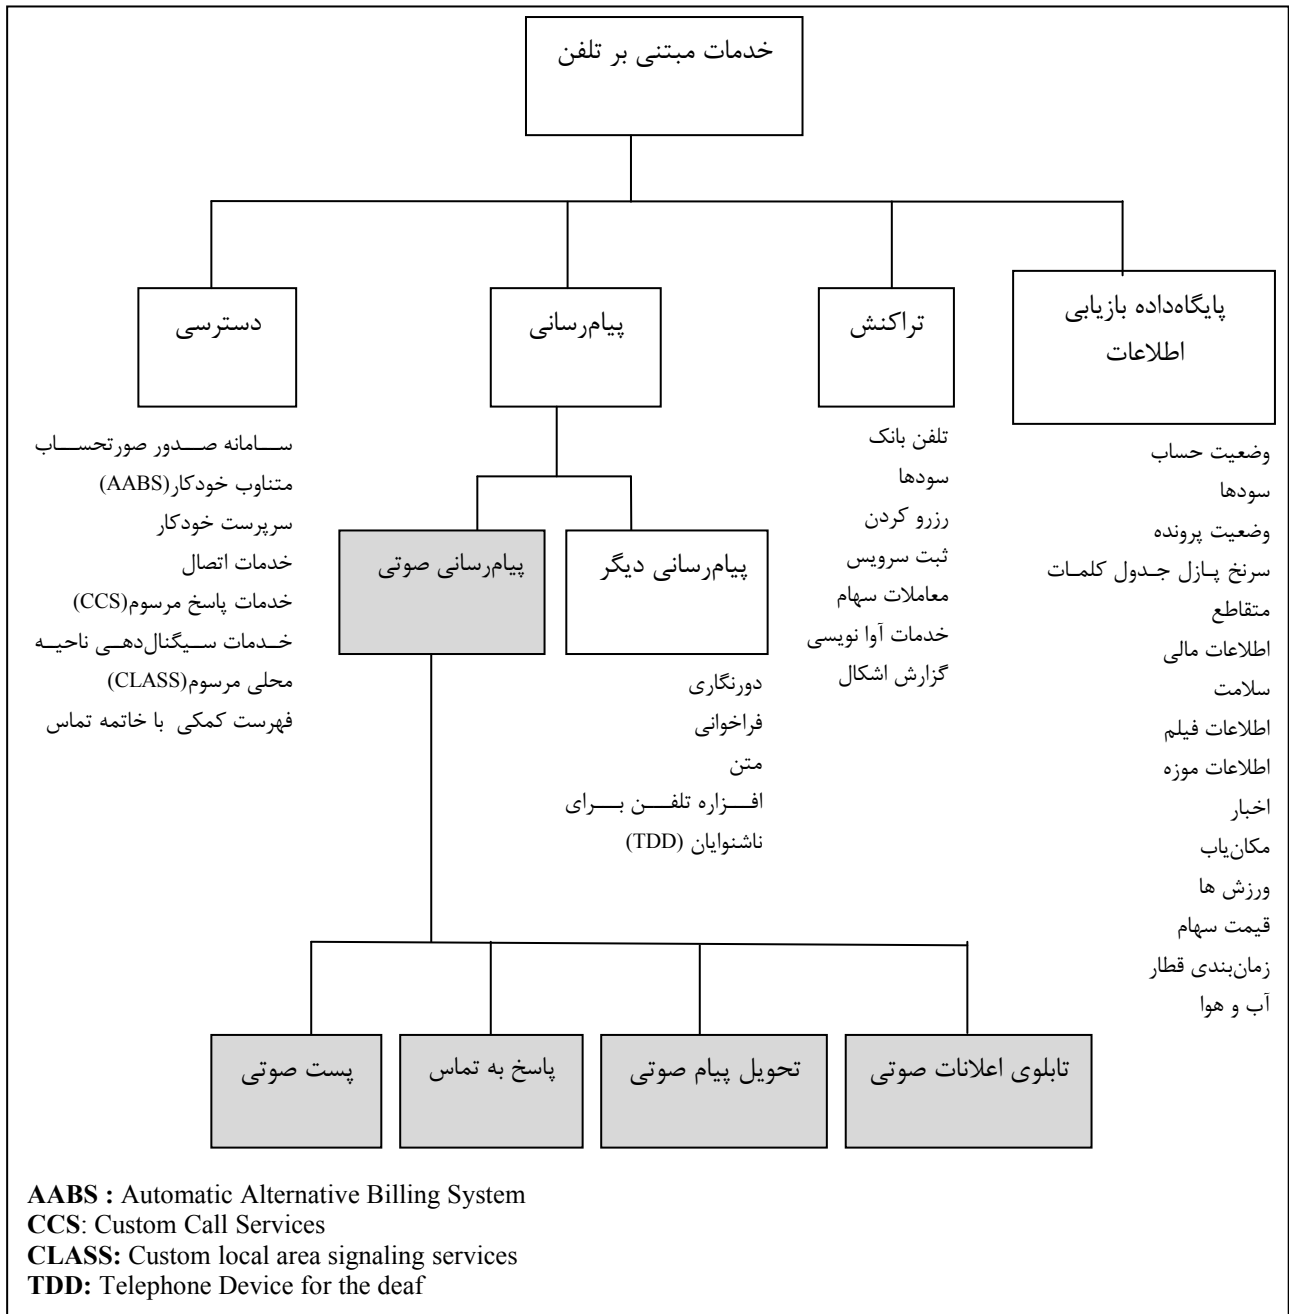 خدمات مبتنی بر تلفن
پایگاه‌داده بازیابی
اطلاعات
وضعیت حساب
سودها
وضعیت پرونده
سرنخ پازل جدول کلمات
متقاطع
اطلاعات مالی
سلامت
اطلاعات فیلم
اطلاعات موزه
اخبار
مکان‌یاب
ورزش ها
قیمت سهام
زمان‌بندی قطار
آب و هوا
تراکنش
تلفن بانک
سودها
رزرو کردن
ثبت سرویس
معاملات سهام
خدمات آوا نویسی
گزارش اشکال
پیام‌رسانی
پیام‌رسانی دیگر
دورنگاری
فراخوانی
متن
افزاره تلفن برای
ناشنوایان (TDD)
پیام‌رسانی صوتی
دسترسی
سامانه صدور صورتحساب
متناوب خودکار(AABS)
سرپرست خودکار
خدمات اتصال
خدمات پاسخ مرسوم(CCS)
خدمات سیگنال‌دهی ناحیه
محلی مرسوم(CLASS)
فهرست کمکی با خاتمه تماس
تابلوی اعلانات صوتی
تحویل پیام صوتی
پاسخ به تماس
پست صوتی
AABS : Automatic Alternative Billing System
CCS: Custom Call Services
CLASS: Custom local area signaling services
TDD: Telephone Device for the deaf